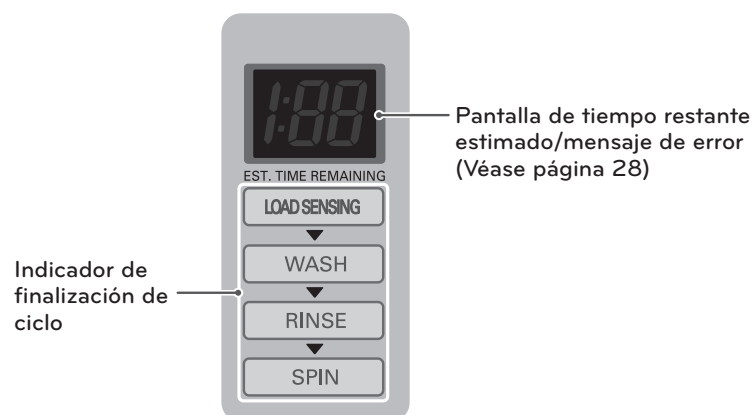 1:88
Pantalla de tiempo restante
estimado/mensaje de error
(Véase página 28)
EST. TIME REMAINING
LOAD SENSING
WASH
Indicador de
finalización de
ciclo
RINSE
SPIN